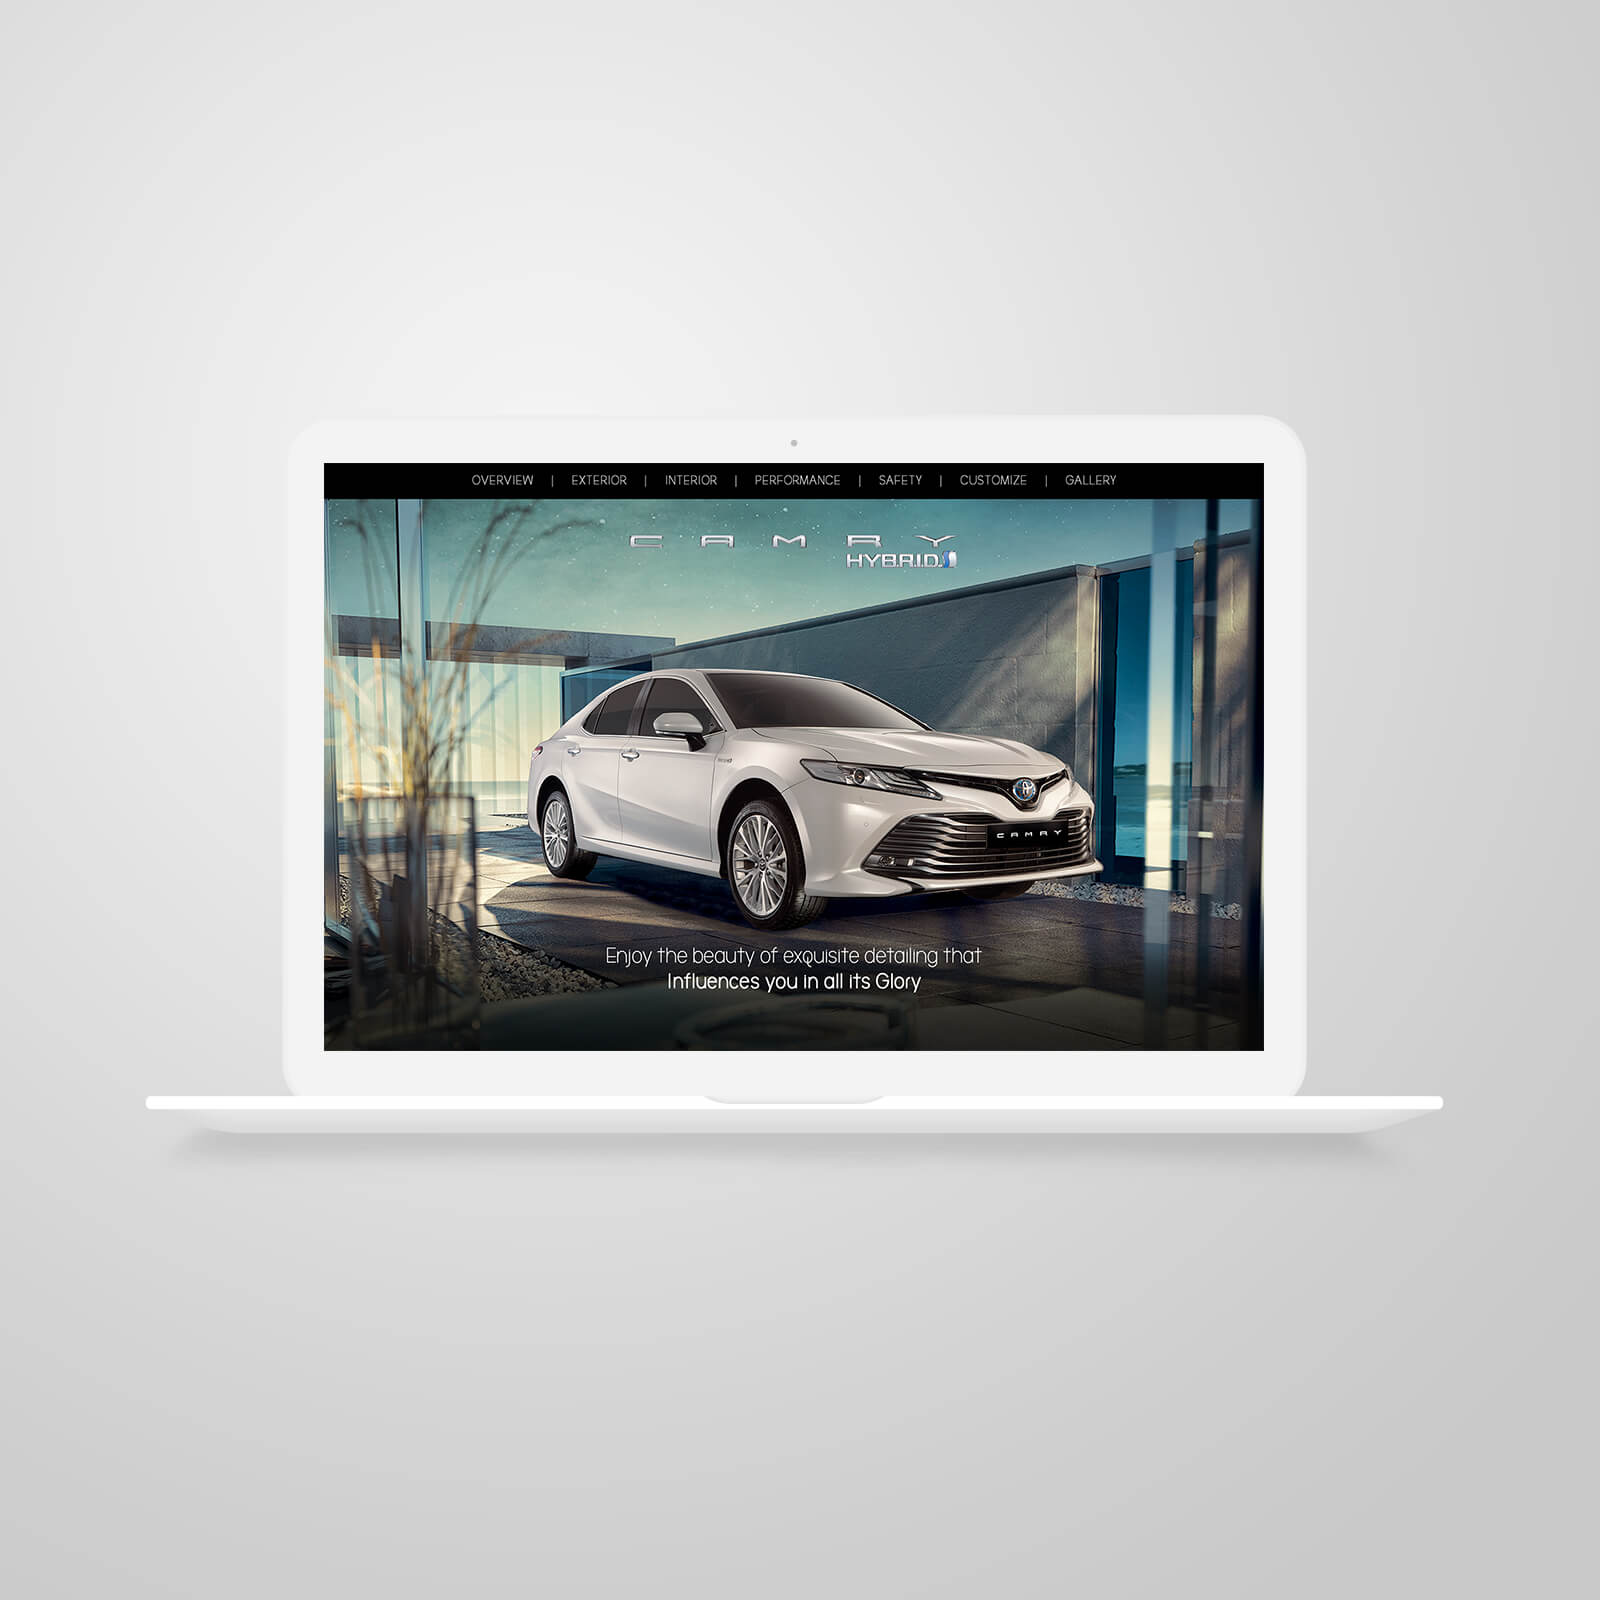 OVERVIEW | EXTERIOR | INTERIOR | PERFORMANCE | SAFETY | CUSTOMIZE | GALLERY
CAMRY
HYBRID
CAMRY
Enjoy the beauty of exquisite detailing that
Influences you in all its Glory